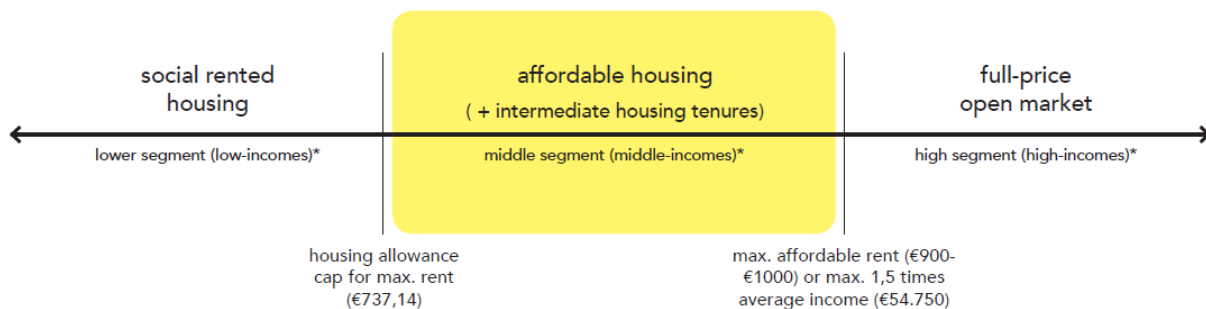 social rented
housing
affordable housing
( + intermediate housing tenures)
full-price
open market
lower segment (low-incomes)*
middle segment (middle-incomes)*
high segment (high-incomes)*
housing allowance
cap for max. rent
(€737,14)
max. affordable rent (€900-
€1000) or max. 1,5 times
average income (€54.750)